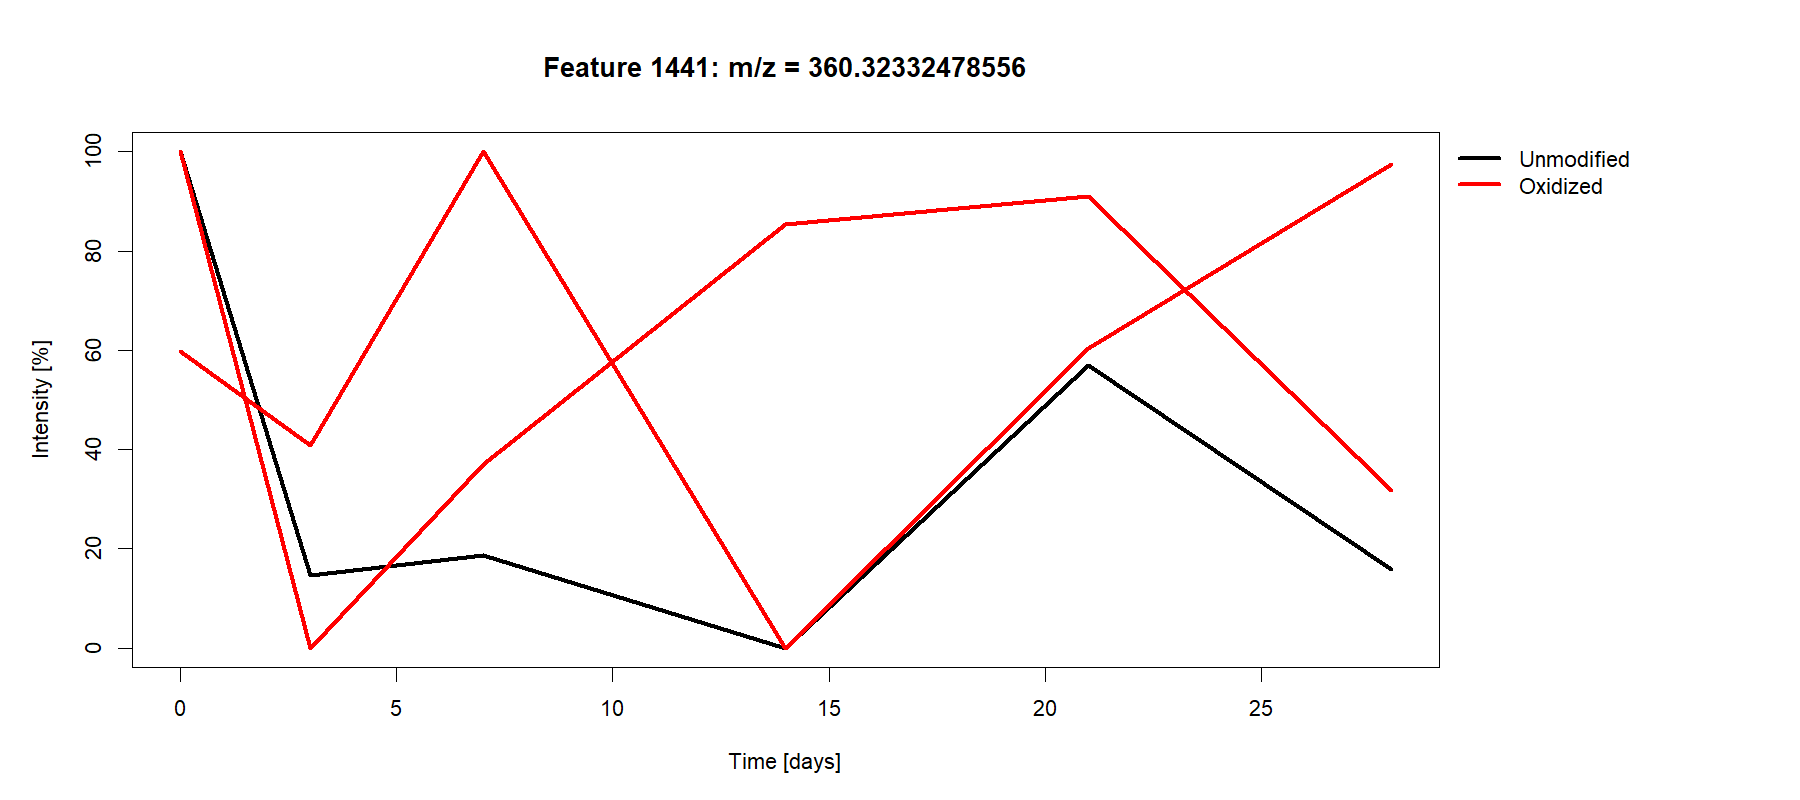 Feature 1441: m/z = 360.32332478556
Unmodified
Oxidized
Intensity [%]
100
80
60
40
20
0
0 5 10 15 20 25
Time [days]